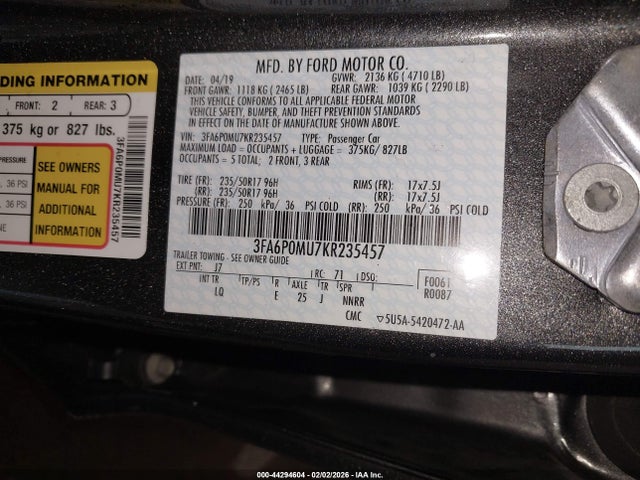 DING INFORMATION
FRONT: 2 REAR: 3
375 kg or 827 lbs.
PRESSURE
, 36 PSI
, 36 PSI
SEE OWNERS
MANUAL FOR
ADDITIONAL
INFORMATION
3FA6P0MU7KR235457
MFD. BY FORD MOTOR CO.
04/19 GVWR: 2136 KG ( 4710 LB)
FRONT GAWR: 1118 KG ( 2465 LB) REAR GAWR: 1039 KG ( 2290 LB)
THIS VEHICLE CONFORMS TO ALL APPLICABLE FEDERAL MOTOR
VEHICLE SAFETY, BUMPER, AND THEFT PREVENTION STANDARDS
IN EFFECT ON THE DATE OF MANUFACTURE SHOWN ABOVE.
VIN: 3FA6P0MU7KR235457 TYPE: Passenger Car
MAXIMUM LOAD = OCCUPANTS + LUGGAGE = 375KG/ 827LB
OCCUPANTS = 5 TOTAL; 2 FRONT, 3 REAR
TIRE (FR): 235/50R17 96H RIMS (FR): 17x7.5J
(RR): 235/50R17 96H (RR): 17x7.5J
PRESSURE (FR): 250 kPa/ 36 PSI COLD (RR): 250 kPa/ 36 PSI COLD
3FA6P0MU7KR235457
TRAILER TOWING - SEE OWNER GUIDE
EXT PNT: J7 RC: 71 DSO: F0061
INT TR TP/PS R AXLE TR SPR R0087
LQ E 25 J NNRR
CMC ▽5U5A-5420472-AA
000-44294604 - 02/02/2026 - IAA Inc.